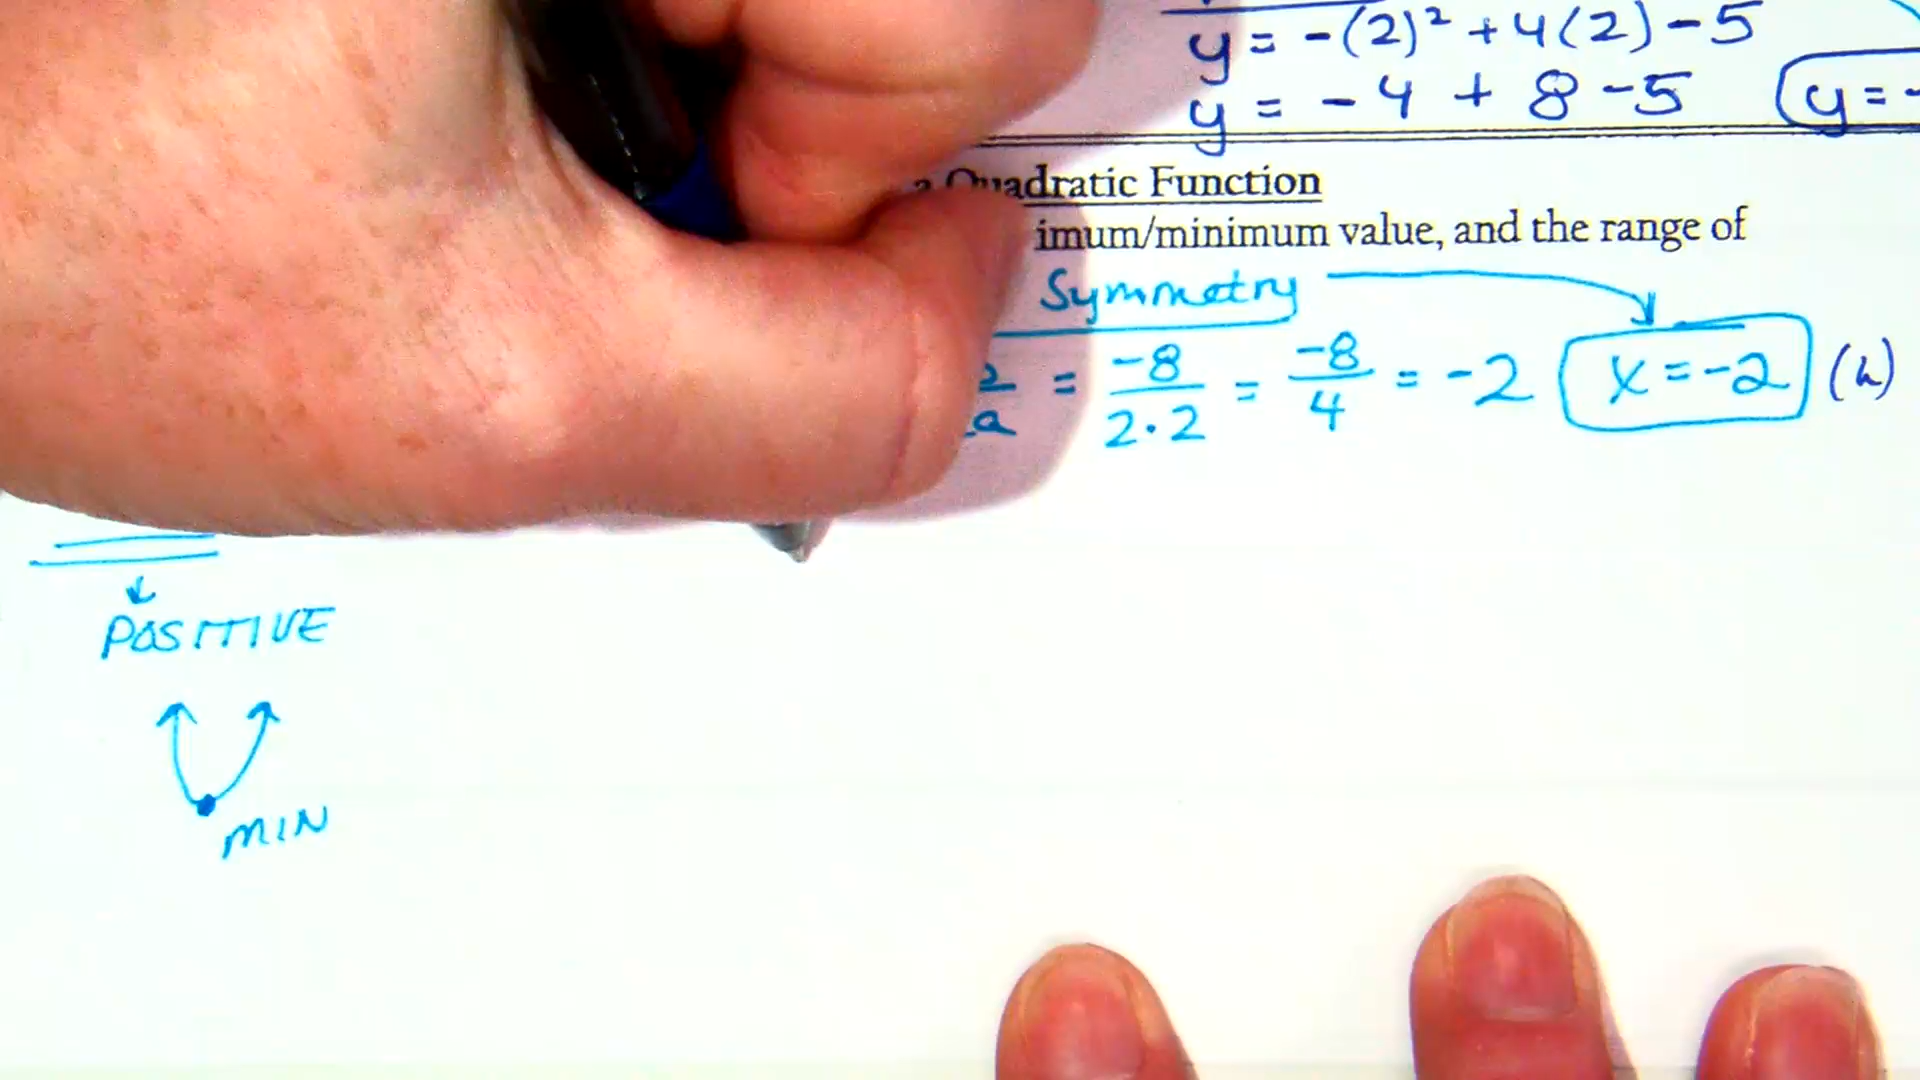 y = -(2)² + 4(2) - 5
y = - 4 + 8 - 5 y = -
Quadratic Function
imum/minimum value, and the range of
Symmetry
a = -8/2·2 = -8/4 = -2 x = -2 (h)
POSITIVE
MIN